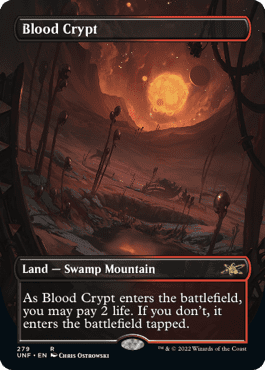 Blood Crypt
Land — Swamp Mountain
As Blood Crypt enters the battlefield,
you may pay 2 life. If you don't, it
enters the battlefield tapped.
279 R
UNF • EN Chris Ostrowski
™ & © 2022 Wizards of the Coast